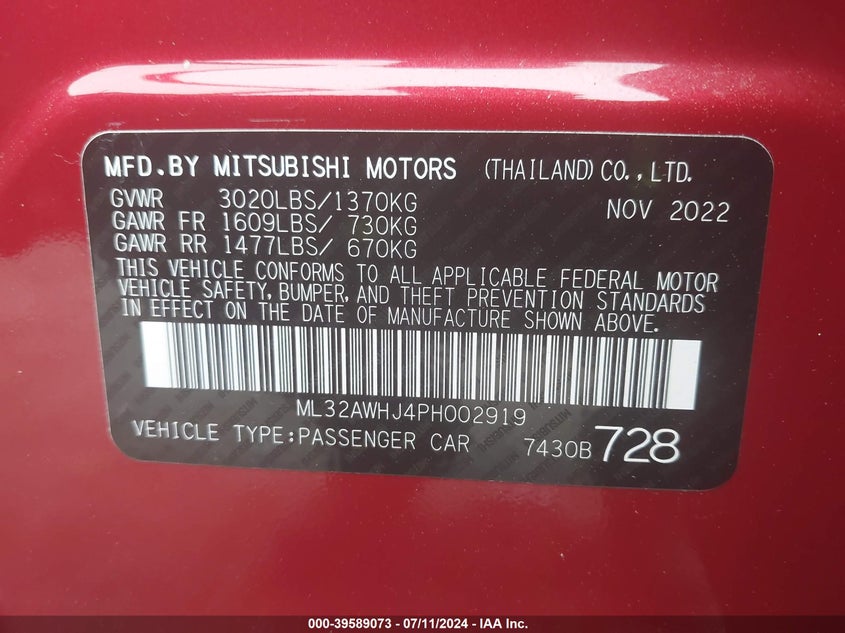 MFD.BY MITSUBISHI MOTORS (THAILAND) CO., LTD.
GVWR 3020LBS/1370KG NOV 2022
GAWR FR 1609LBS/ 730KG
GAWR RR 1477LBS/ 670KG
THIS VEHICLE CONFORMS TO ALL APPLICABLE FEDERAL MOTOR
VEHICLE SAFETY, BUMPER, AND THEFT PREVENTION STANDARDS
IN EFFECT ON THE DATE OF MANUFACTURE SHOWN ABOVE.
ML32AWHJ4PH002919
VEHICLE TYPE:PASSENGER CAR 7430B 728
000-39589073 - 07/11/2024 - IAA Inc.